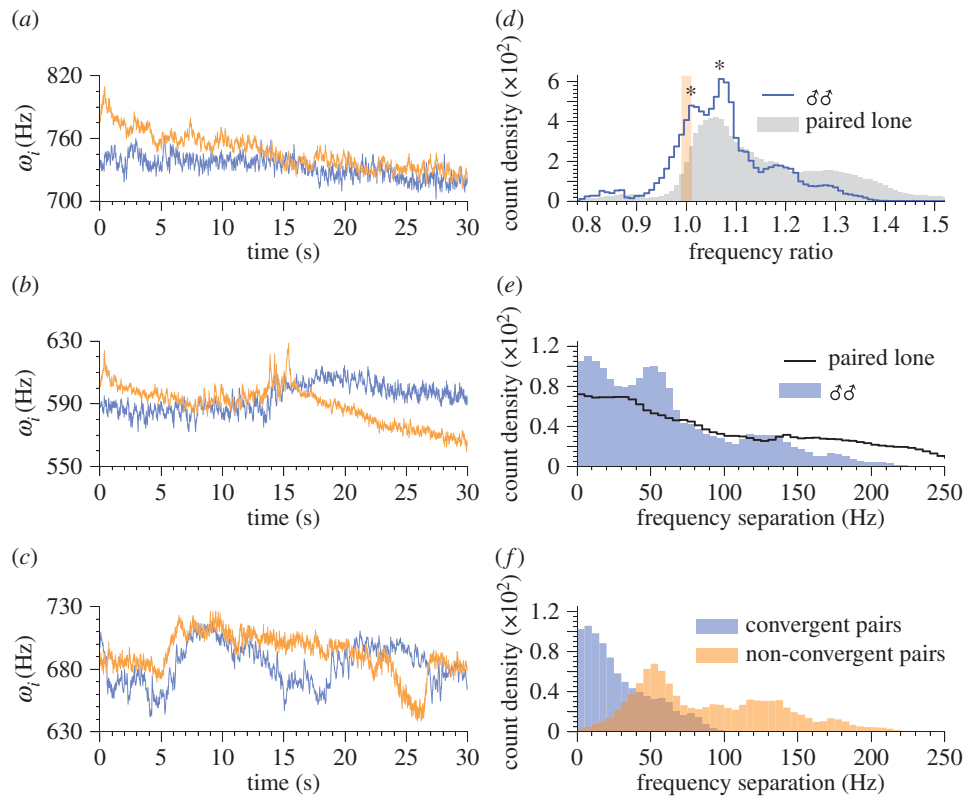 (a)
820
760
700
ωi (Hz)
0 5 10 15 20 25 30
time (s)
(b)
630
590
550
ωi (Hz)
0 5 10 15 20 25 30
time (s)
(c)
730
680
630
ωi (Hz)
0 5 10 15 20 25 30
time (s)
(d)
count density (×10²)
6
4
2
0
* *
♂♂
paired lone
0.8 0.9 1.0 1.1 1.2 1.3 1.4 1.5
frequency ratio
(e)
count density (×10²)
1.2
0.8
0.4
0
paired lone
♂♂
0 50 100 150 200 250
frequency separation (Hz)
(f)
count density (×10²)
1.2
0.8
0.4
0
convergent pairs
non-convergent pairs
0 50 100 150 200 250
frequency separation (Hz)